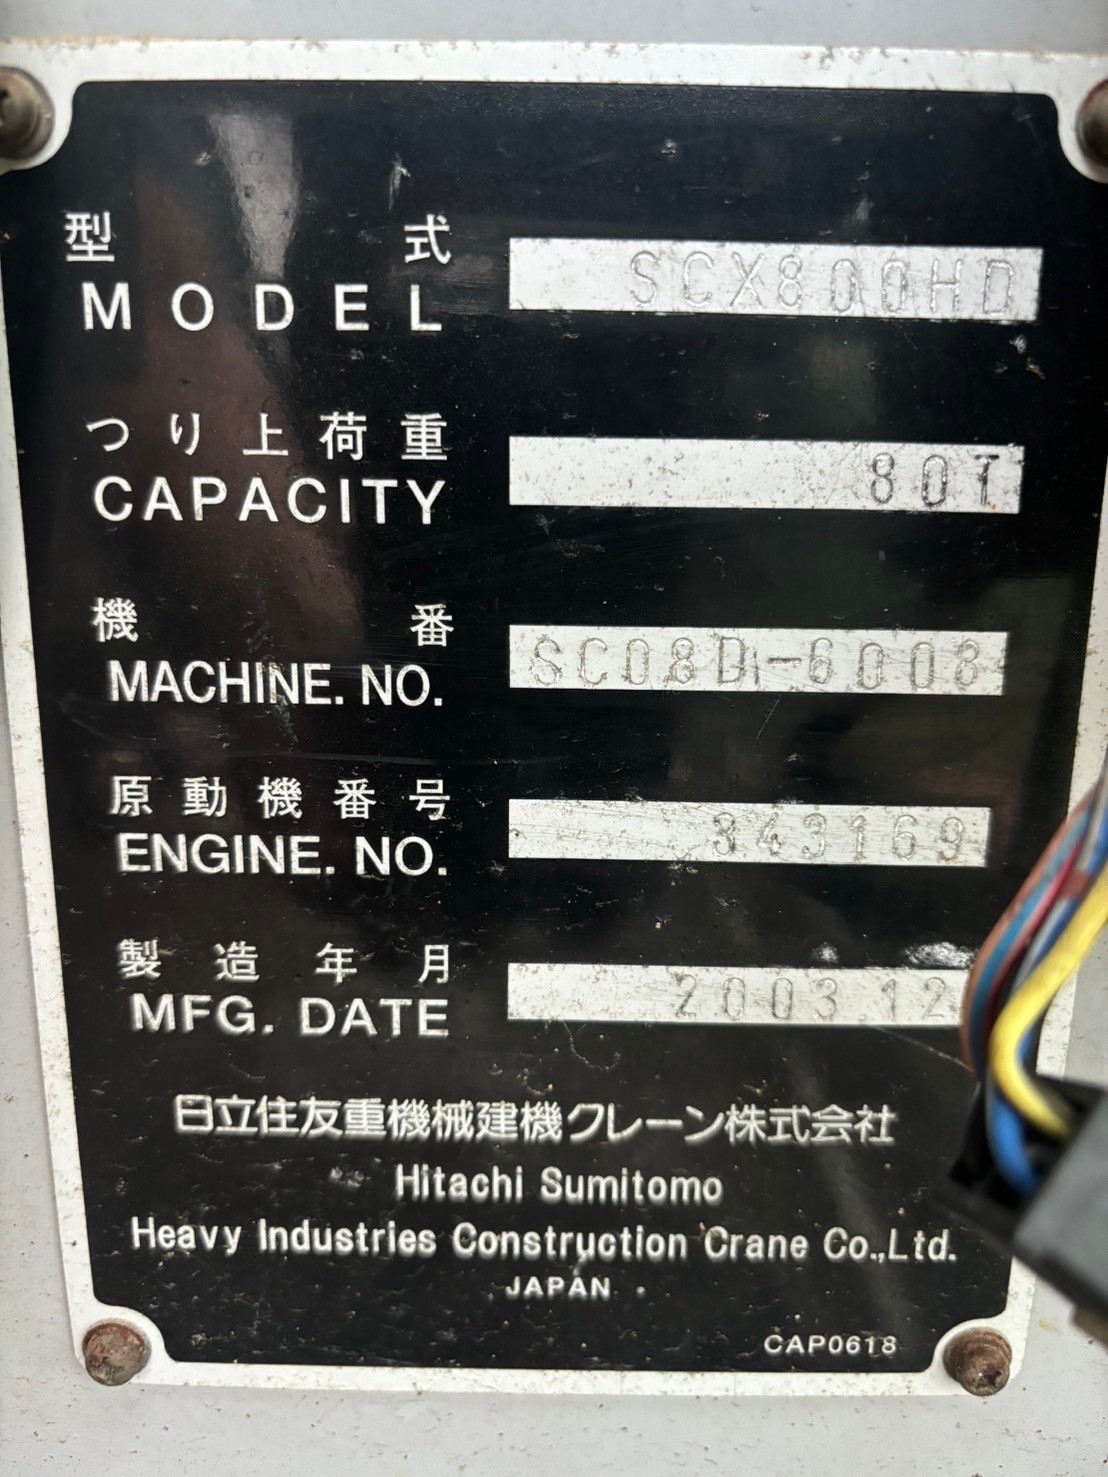 型式 SCX800HD
MODEL
つり上荷重 80T
CAPACITY
機番 SC08D-6008
MACHINE. NO.
原動機番号 343169
ENGINE. NO.
製造年月 2003.12
MFG. DATE
日立住友重機械建機クレーン株式会社
Hitachi Sumitomo
Heavy Industries Construction Crane Co.,Ltd.
JAPAN
CAP0618